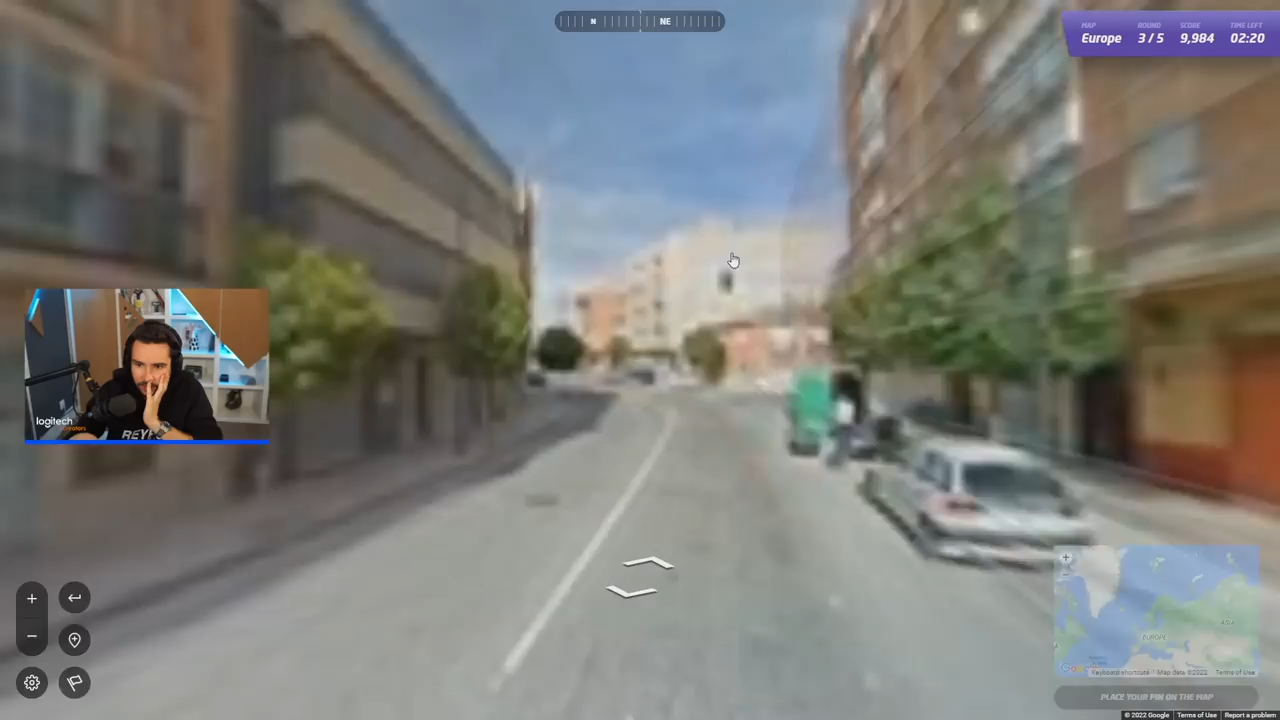 N
NE
MAP
Europe
ROUND
3 / 5
SCORE
9,984
TIME LEFT
02:20
logitech
REYES
EUROPE
ASIA
Keyboard shortcuts
Map data ©2022
Terms of Use
PLACE YOUR PIN ON THE MAP
© 2022 Google
Terms of Use
Report a problem